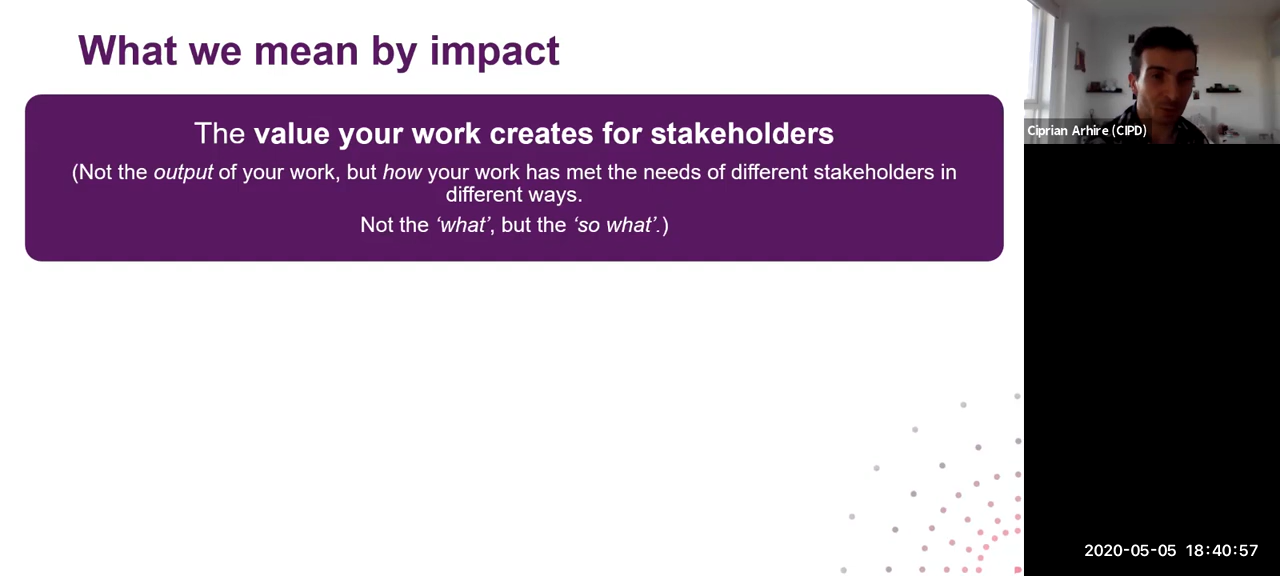 What we mean by impact
The value your work creates for stakeholders
(Not the output of your work, but how your work has met the needs of different stakeholders in
different ways.
Not the ‘what’, but the ‘so what’.)
Ciprian Arhire (CIPD)
2020-05-05 18:40:57